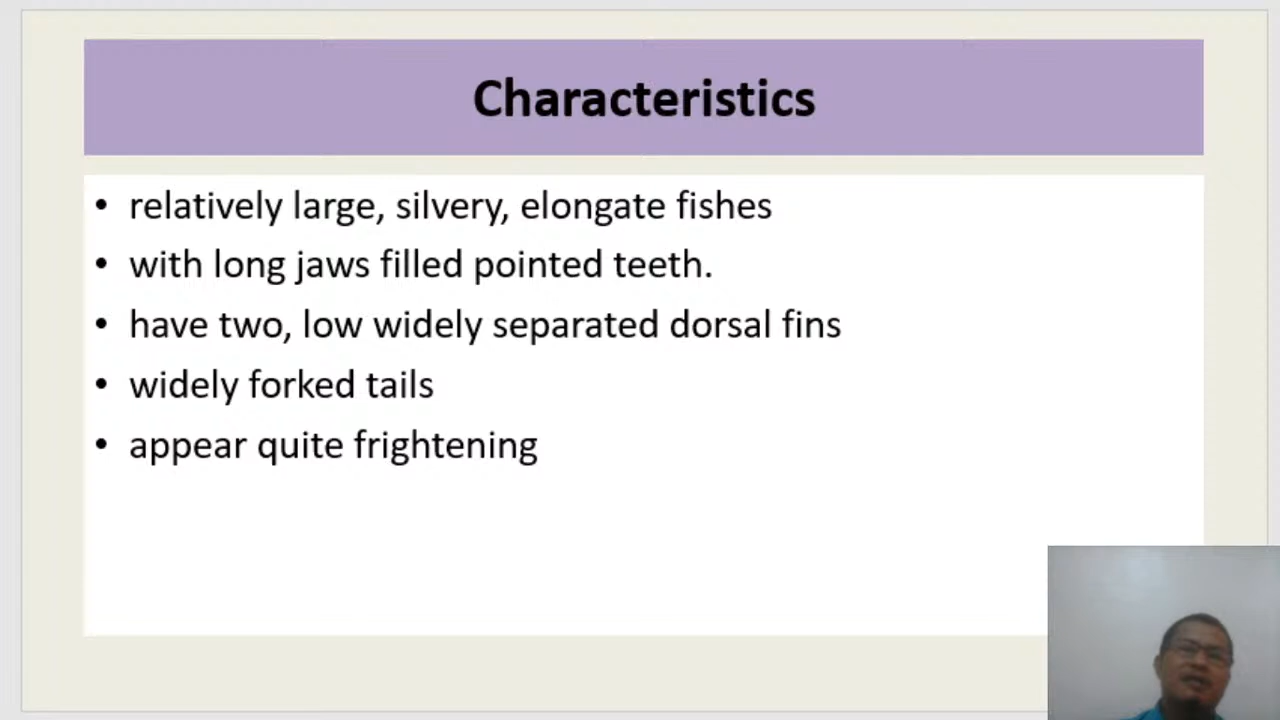 Characteristics
• relatively large, silvery, elongate fishes
• with long jaws filled pointed teeth.
• have two, low widely separated dorsal fins
• widely forked tails
• appear quite frightening